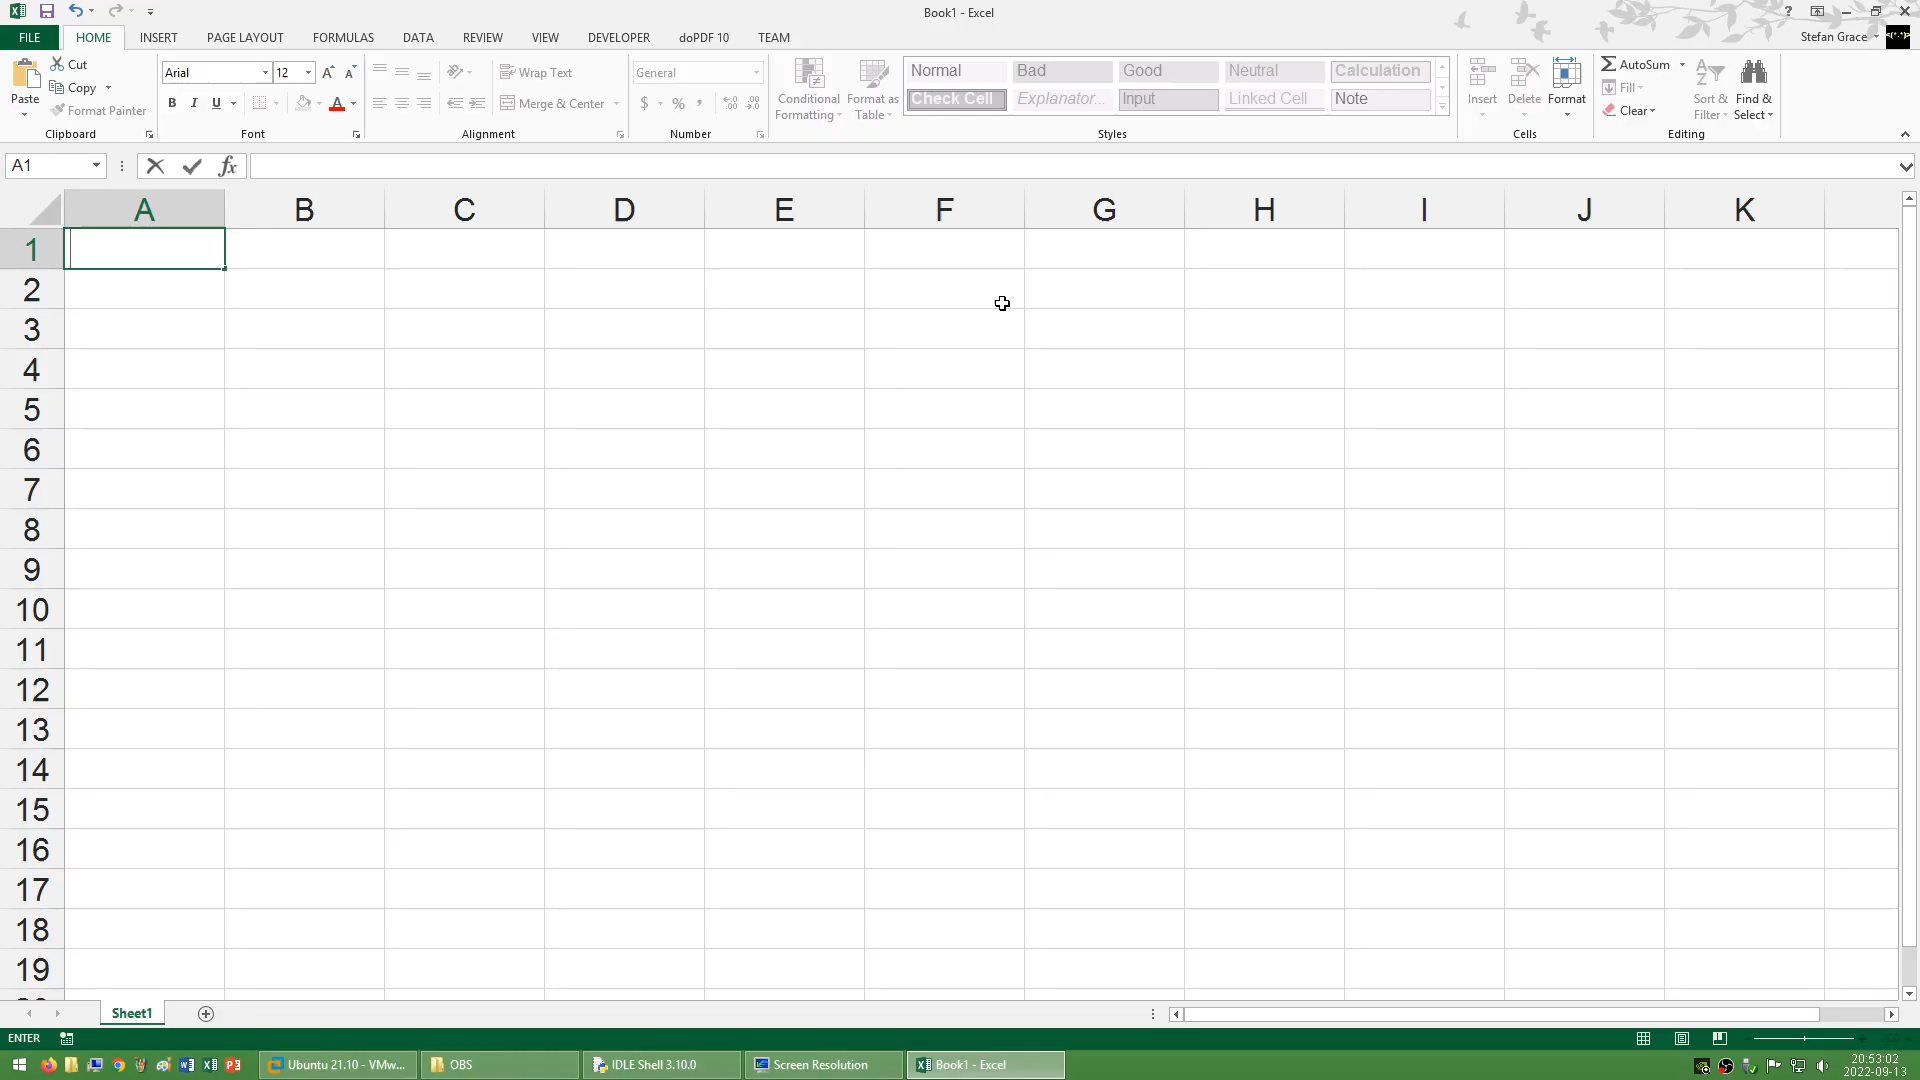 Book1 - Excel
?
FILE
HOME
INSERT
PAGE LAYOUT
FORMULAS
DATA
REVIEW
VIEW
DEVELOPER
doPDF 10
TEAM
Stefan Grace
<(^.^)>
Paste
Cut
Copy
Format Painter
Clipboard
Arial
12
A A
B I U A
Font
Wrap Text
Merge & Center
Alignment
General
$ % ,
Number
Conditional
Formatting
Format as
Table
Normal
Bad
Good
Neutral
Calculation
Check Cell
Explanator...
Input
Linked Cell
Note
Styles
Insert
Delete
Format
Cells
AutoSum
Fill
Clear
Sort &
Filter
Find &
Select
Editing
A1
fx
A B C D E F G H I J K
1
2
3
4
5
6
7
8
9
10
11
12
13
14
15
16
17
18
19
Sheet1
ENTER
Ubuntu 21.10 - VMw...
OBS
IDLE Shell 3.10.0
Screen Resolution
Book1 - Excel
20:53:02
2022-09-13